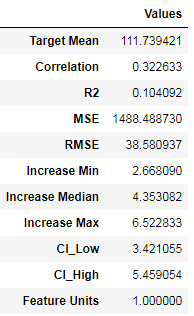 Values
Target Mean 111.739421
Correlation 0.322633
R2 0.104092
MSE 1488.488730
RMSE 38.580937
Increase Min 2.668090
Increase Median 4.353082
Increase Max 6.522833
CI_Low 3.421055
CI_High 5.459054
Feature Units 1.000000